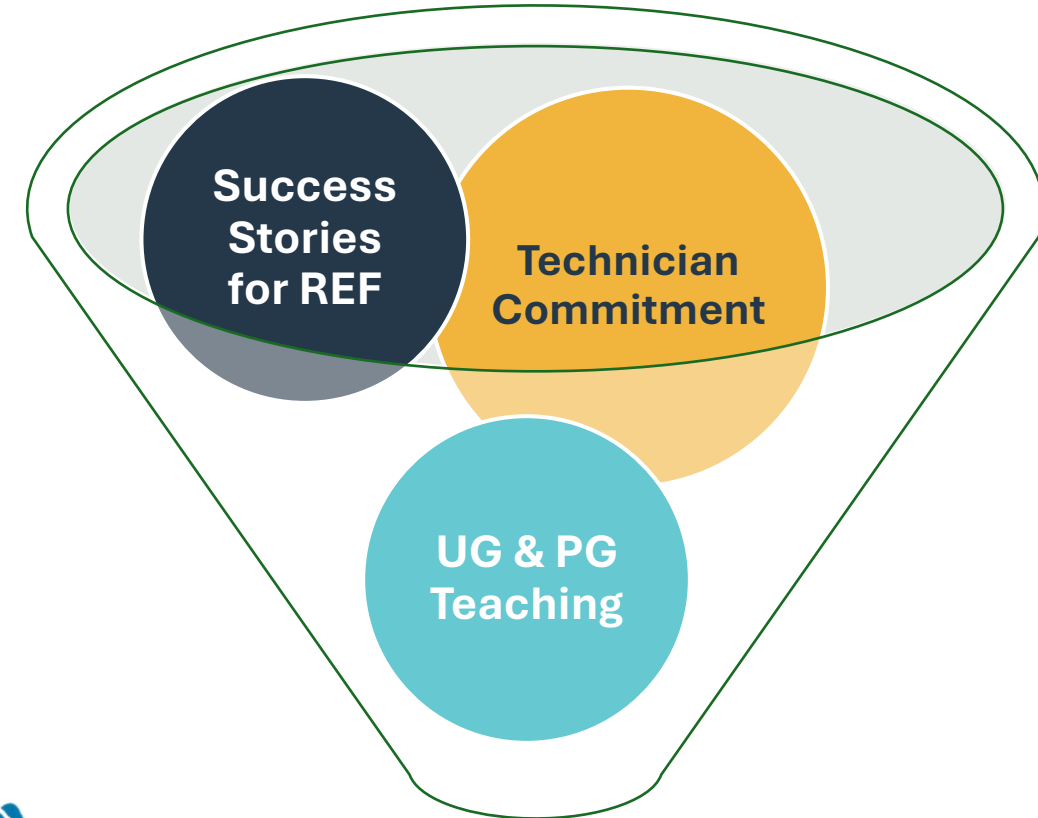 Success
Stories
for REF
Technician
Commitment
UG & PG
Teaching